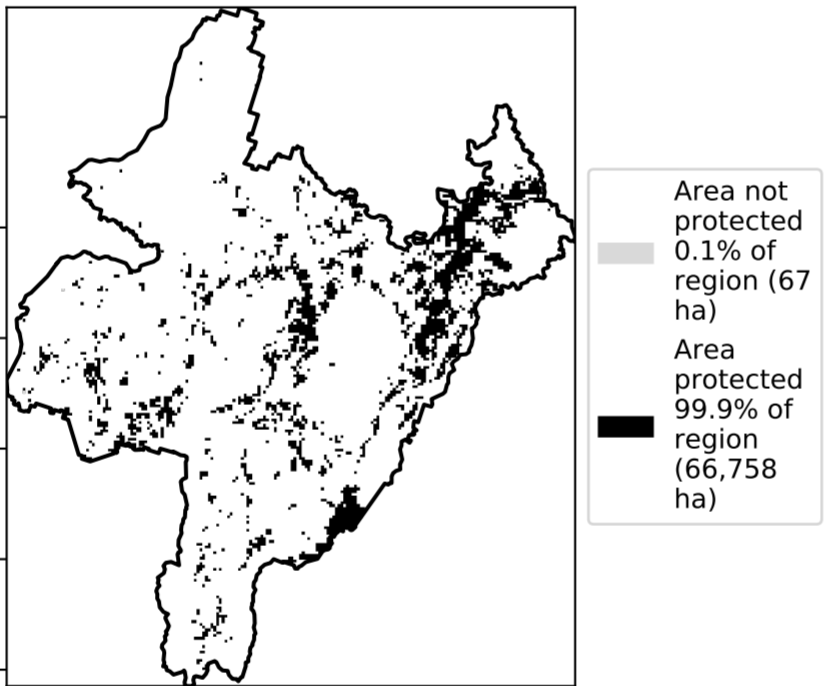 Area not
protected
0.1% of
region (67
ha)
Area
protected
99.9% of
region
(66,758
ha)